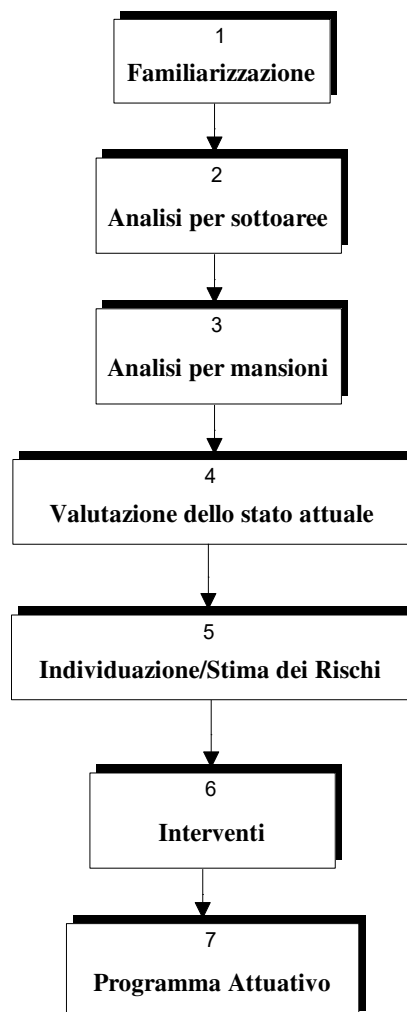 1
Familiarizzazione
2
Analisi per sottoaree
3
Analisi per mansioni
4
Valutazione dello stato attuale
5
Individuazione/Stima dei Rischi
6
Interventi
7
Programma Attuativo